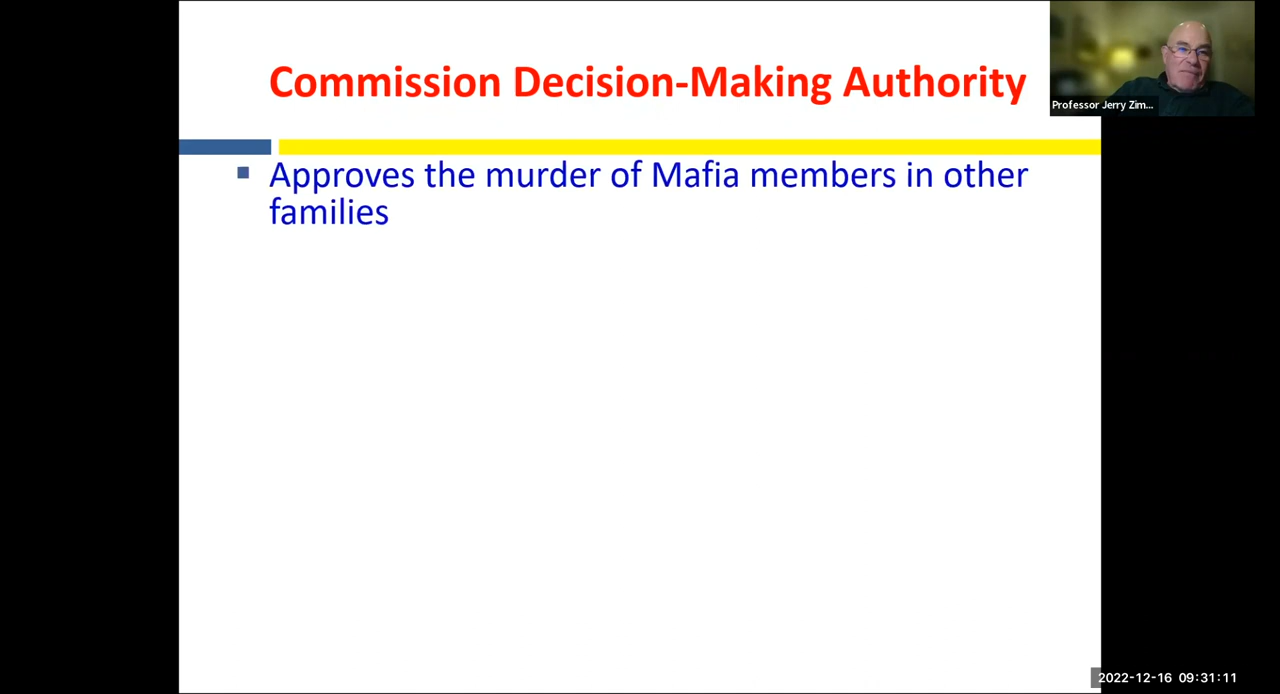 Commission Decision-Making Authority
Professor Jerry Zim...
▪ Approves the murder of Mafia members in other
families
2022-12-16 09:31:11